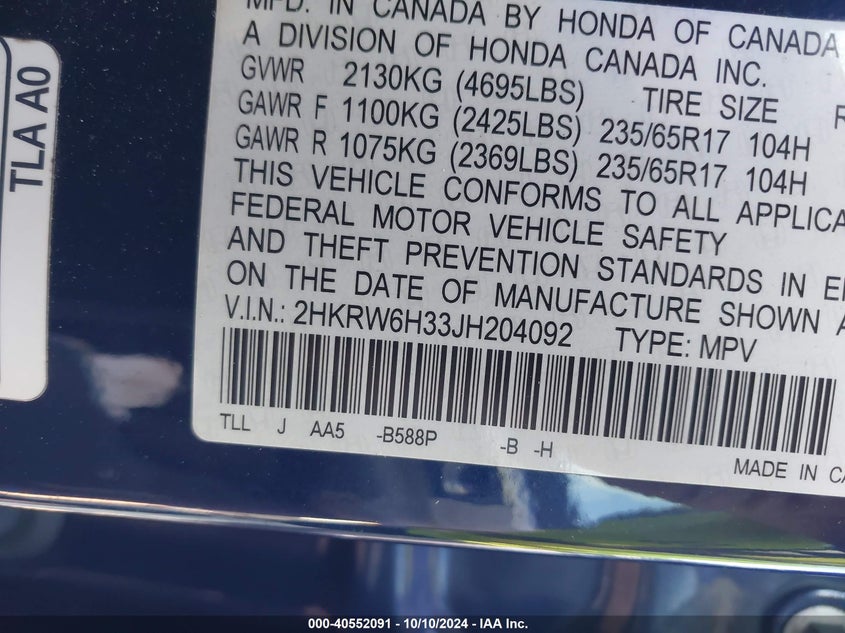 MFD. IN CANADA BY HONDA OF CANADA
A DIVISION OF HONDA CANADA INC.
GVWR 2130KG (4695LBS) TIRE SIZE R
GAWR F 1100KG (2425LBS) 235/65R17 104H
GAWR R 1075KG (2369LBS) 235/65R17 104H
THIS VEHICLE CONFORMS TO ALL APPLICA
FEDERAL MOTOR VEHICLE SAFETY
AND THEFT PREVENTION STANDARDS IN E
ON THE DATE OF MANUFACTURE SHOWN A
V.I.N.: 2HKRW6H33JH204092 TYPE: MPV
TLL J AA5 -B588P -B -H
MADE IN CA
TLA A0
000-40552091 - 10/10/2024 - IAA Inc.